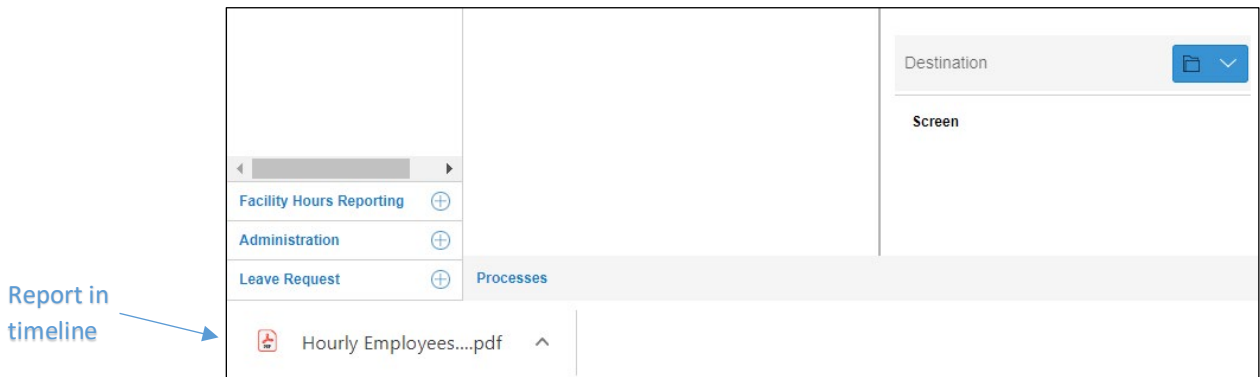 Destination
Screen
Facility Hours Reporting
Administration
Leave Request
Processes
Report in
timeline
Hourly Employees....pdf